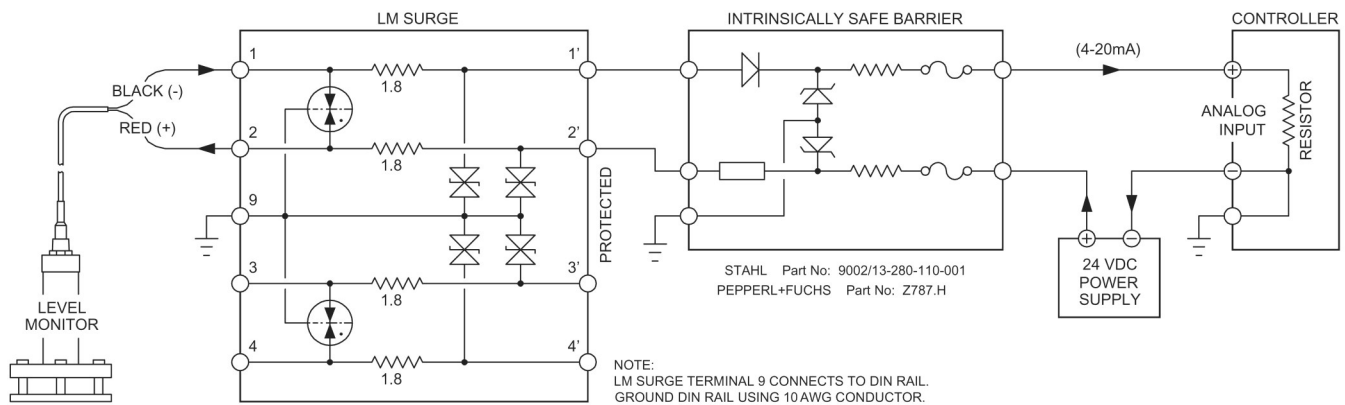 LM SURGE
INTRINSICALLY SAFE BARRIER
CONTROLLER
1
1'
1.8
BLACK (-)
RED (+)
2
2'
1.8
9
PROTECTED
3
3'
1.8
4
4'
1.8
LEVEL
MONITOR
(4-20mA)
+
ANALOG
INPUT
RESISTOR
−
+ −
24 VDC
POWER
SUPPLY
STAHL Part No: 9002/13-280-110-001
PEPPERL+FUCHS Part No: Z787.H
NOTE:
LM SURGE TERMINAL 9 CONNECTS TO DIN RAIL.
GROUND DIN RAIL USING 10 AWG CONDUCTOR.